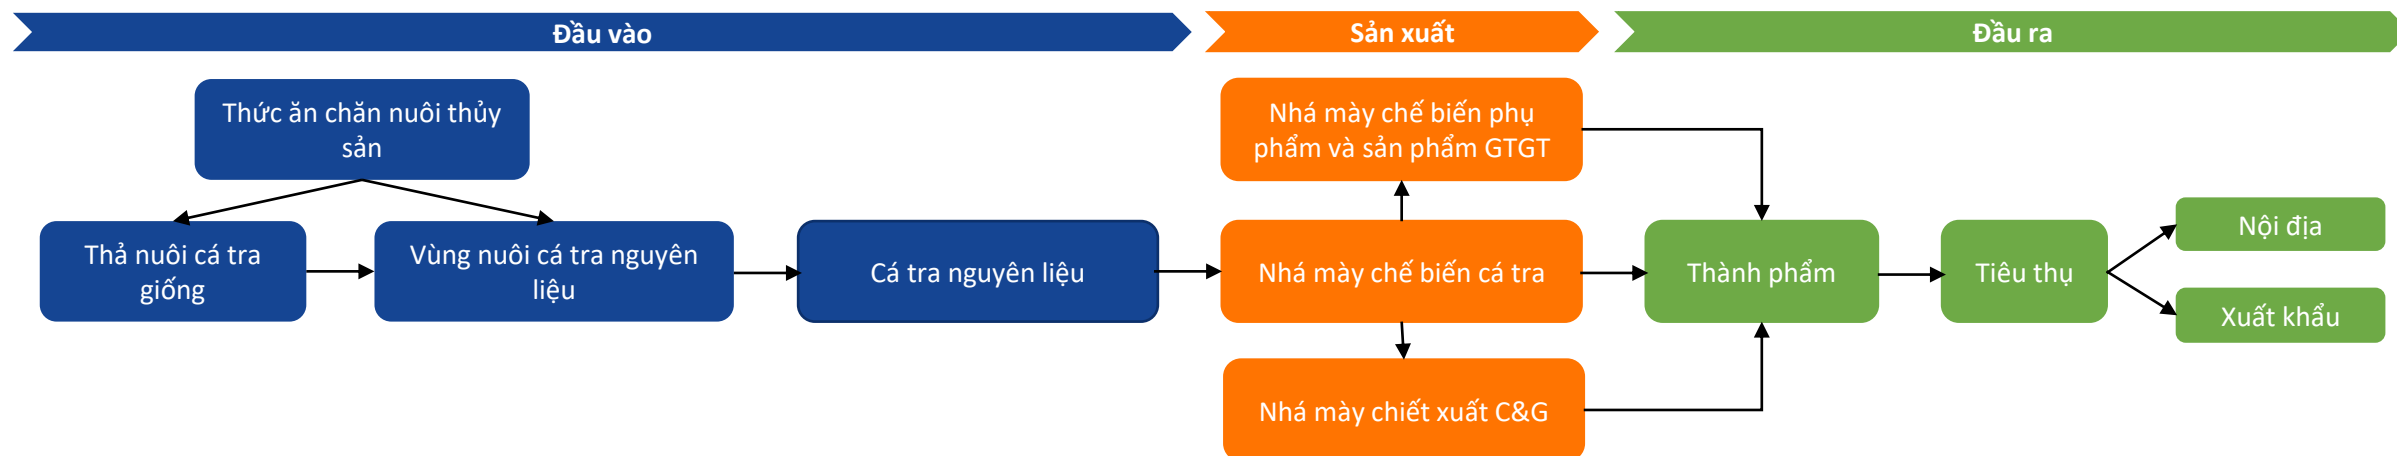 Đầu vào
Sản xuất
Đầu ra
Thức ăn chăn nuôi thủy
sản
Thả nuôi cá tra
giống
Vùng nuôi cá tra nguyên
liệu
Cá tra nguyên liệu
Nhá mày chế biến phụ
phẩm và sản phẩm GTGT
Nhá mày chế biến cá tra
Nhá mày chiết xuất C&G
Thành phẩm
Tiêu thụ
Nội địa
Xuất khẩu